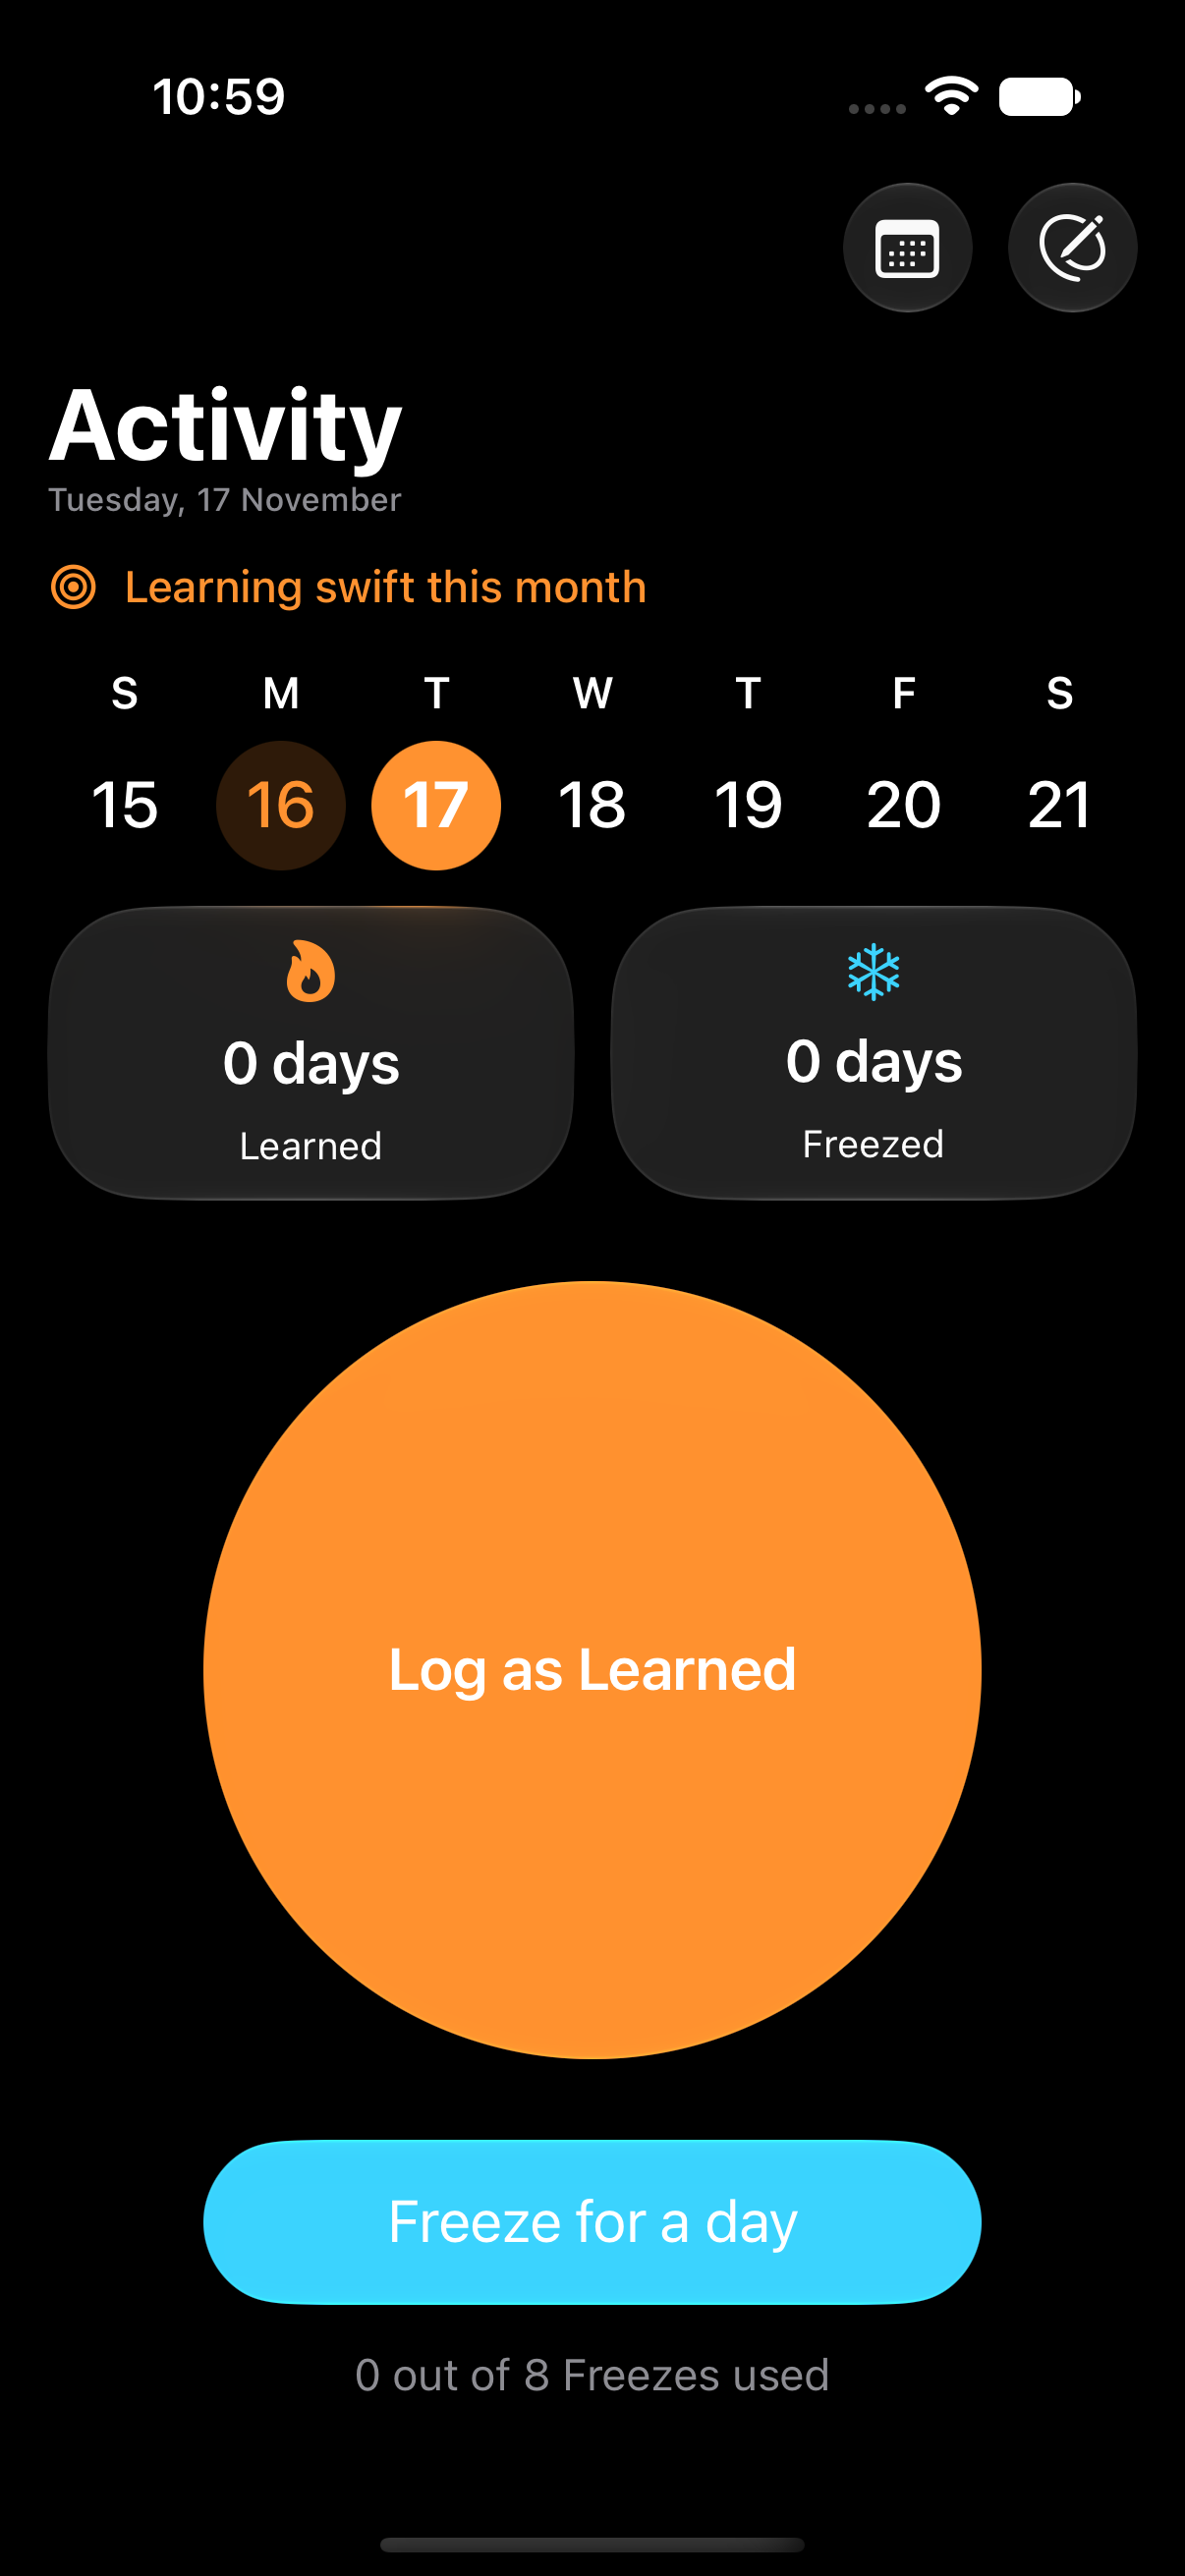 10:59
Activity
Tuesday, 17 November
Learning swift this month
S M T W T F S
15 16 17 18 19 20 21
0 days 0 days
Learned Freezed
Log as Learned
Freeze for a day
0 out of 8 Freezes used